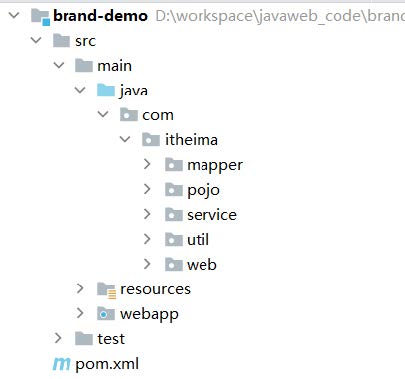 brand-demo D:\workspace\javaweb_code\bran
src
main
java
com
itheima
mapper
pojo
service
util
web
resources
webapp
test
pom.xml